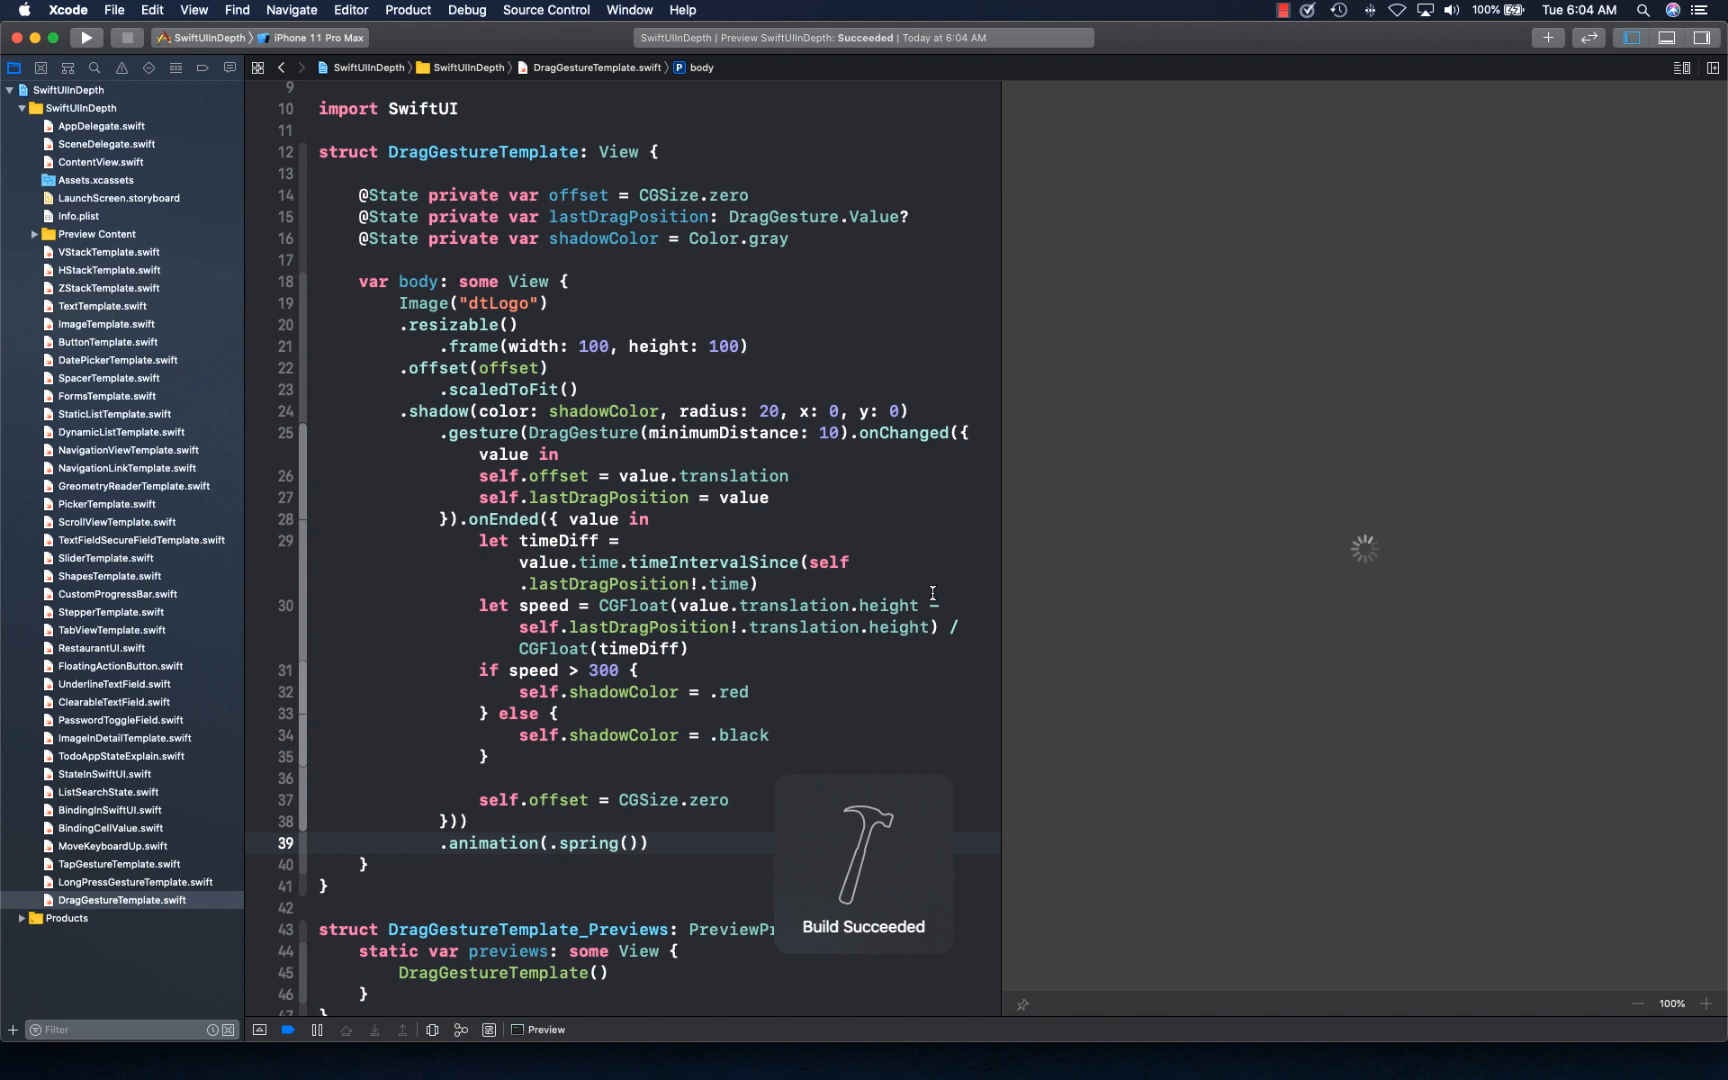 Xcode File Edit View Find Navigate Editor Product Debug Source Control Window Help 100% Tue 6:04 AM
SwiftUIInDepth iPhone 11 Pro Max SwiftUIInDepth | Preview SwiftUIInDepth: Succeeded | Today at 6:04 AM
SwiftUIInDepth SwiftUIInDepth DragGestureTemplate.swift P body
SwiftUIInDepth
SwiftUIInDepth
AppDelegate.swift
SceneDelegate.swift
ContentView.swift
Assets.xcassets
LaunchScreen.storyboard
Info.plist
Preview Content
VStackTemplate.swift
HStackTemplate.swift
ZStackTemplate.swift
TextTemplate.swift
ImageTemplate.swift
ButtonTemplate.swift
DatePickerTemplate.swift
SpacerTemplate.swift
FormsTemplate.swift
StaticListTemplate.swift
DynamicListTemplate.swift
NavigationViewTemplate.swift
NavigationLinkTemplate.swift
GreometryReaderTemplate.swift
PickerTemplate.swift
ScrollViewTemplate.swift
TextFieldSecureFieldTemplate.swift
SliderTemplate.swift
ShapesTemplate.swift
CustomProgressBar.swift
StepperTemplate.swift
TabViewTemplate.swift
RestaurantUI.swift
FloatingActionButton.swift
UnderlineTextField.swift
ClearableTextField.swift
PasswordToggleField.swift
ImageInDetailTemplate.swift
TodoAppStateExplain.swift
StateInSwiftUI.swift
ListSearchState.swift
BindingInSwiftUI.swift
BindingCellValue.swift
MoveKeyboardUp.swift
TapGestureTemplate.swift
LongPressGestureTemplate.swift
DragGestureTemplate.swift
Products
Filter
9
10 import SwiftUI
11
12 struct DragGestureTemplate: View {
13
14 @State private var offset = CGSize.zero
15 @State private var lastDragPosition: DragGesture.Value?
16 @State private var shadowColor = Color.gray
17
18 var body: some View {
19 Image("dtLogo")
20 .resizable()
21 .frame(width: 100, height: 100)
22 .offset(offset)
23 .scaledToFit()
24 .shadow(color: shadowColor, radius: 20, x: 0, y: 0)
25 .gesture(DragGesture(minimumDistance: 10).onChanged({
value in
26 self.offset = value.translation
27 self.lastDragPosition = value
28 }).onEnded({ value in
29 let timeDiff =
value.time.timeIntervalSince(self
.lastDragPosition!.time)
30 let speed = CGFloat(value.translation.height -
self.lastDragPosition!.translation.height) /
CGFloat(timeDiff)
31 if speed > 300 {
32 self.shadowColor = .red
33 } else {
34 self.shadowColor = .black
35 }
36
37 self.offset = CGSize.zero
38 }))
39 .animation(.spring())
40 }
41 }
42
43 struct DragGestureTemplate_Previews: PreviewPr
44 static var previews: some View {
45 DragGestureTemplate()
46 }
47 }
Build Succeeded
Preview
100%